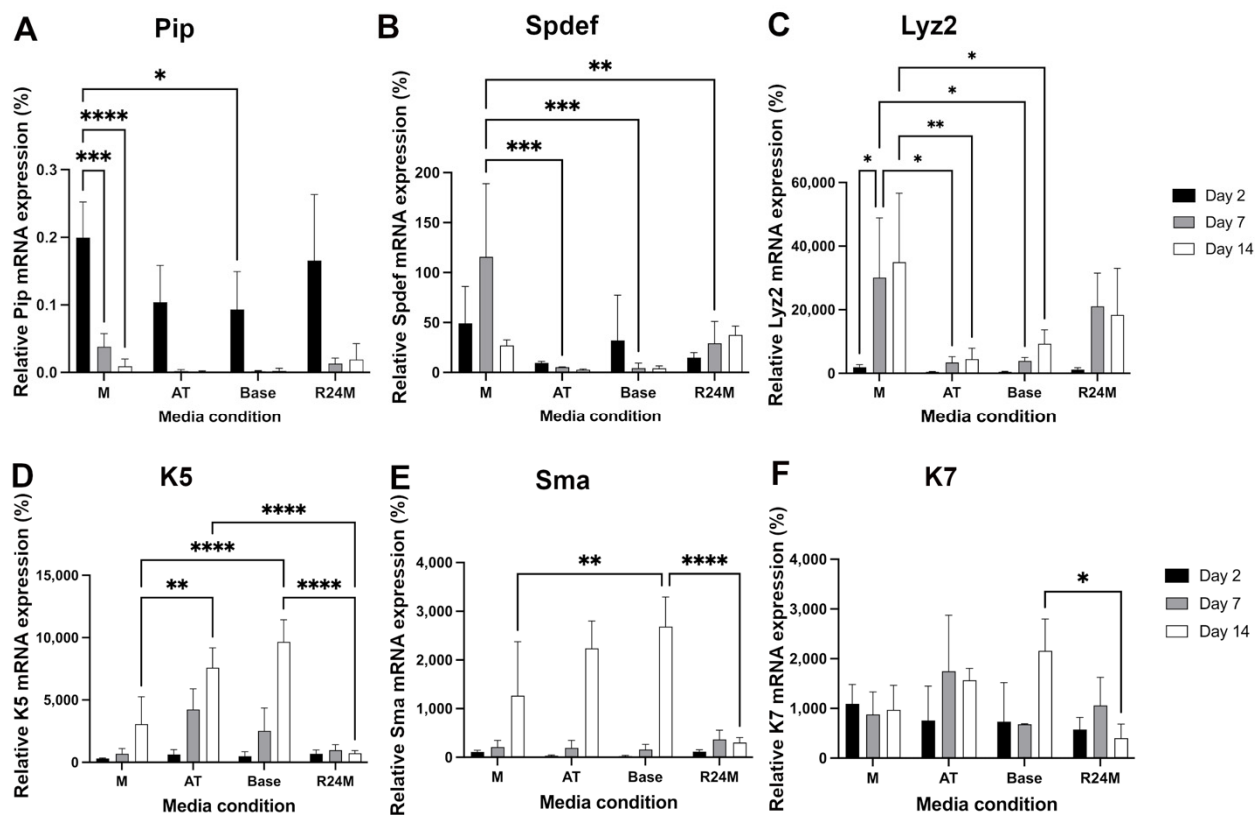 A
Pip
Relative Pip mRNA expression (%)
*
****
***
0.3
0.2
0.1
0.0
M AT Base R24M
Media condition
B
Spdef
Relative Spdef mRNA expression (%)
**
***
***
200
150
100
50
0
M AT Base R24M
Media condition
C
Lyz2
Relative Lyz2 mRNA expression (%)
*
*
**
* *
60,000
40,000
20,000
0
M AT Base R24M
Media condition
Day 2
Day 7
Day 14
D
K5
Relative K5 mRNA expression (%)
****
****
** ****
15,000
10,000
5,000
0
M AT Base R24M
Media condition
E
Sma
Relative Sma mRNA expression (%)
** ****
4,000
3,000
2,000
1,000
0
M AT Base R24M
Media condition
F
K7
Relative K7 mRNA expression (%)
*
4,000
3,000
2,000
1,000
0
M AT Base R24M
Media condition
Day 2
Day 7
Day 14